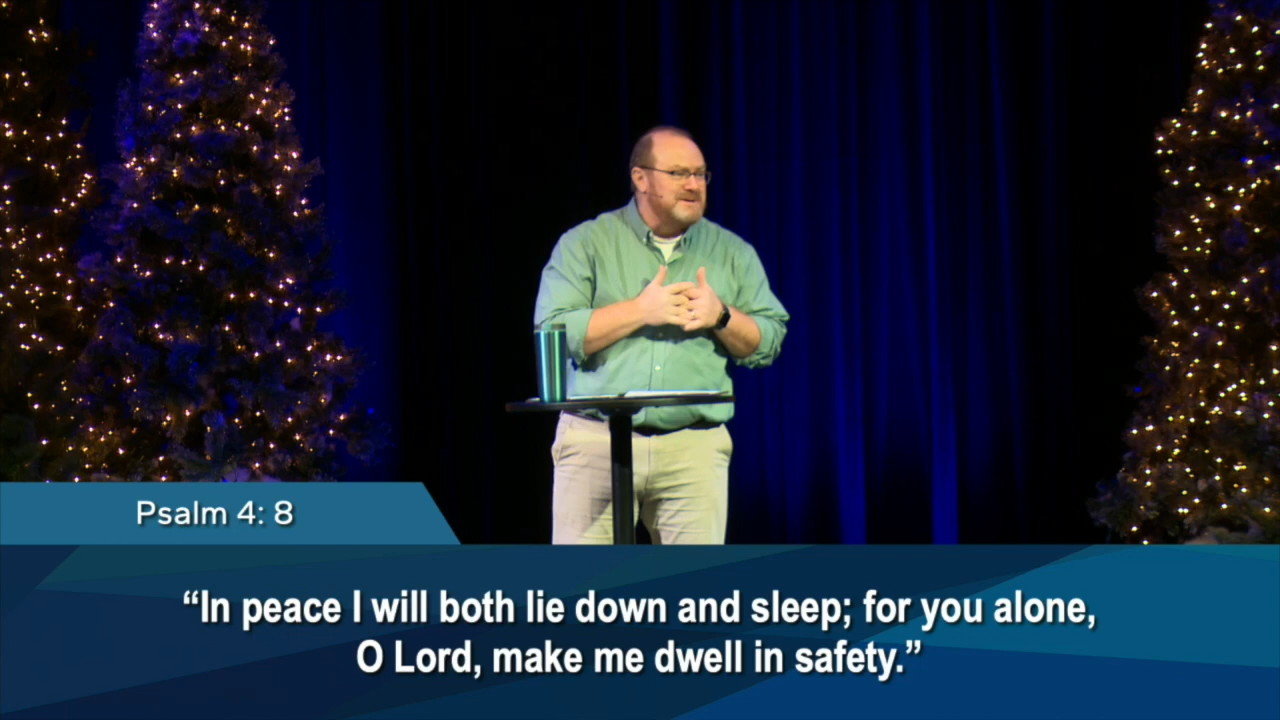 Psalm 4: 8
“In peace I will both lie down and sleep; for you alone,
O Lord, make me dwell in safety.”